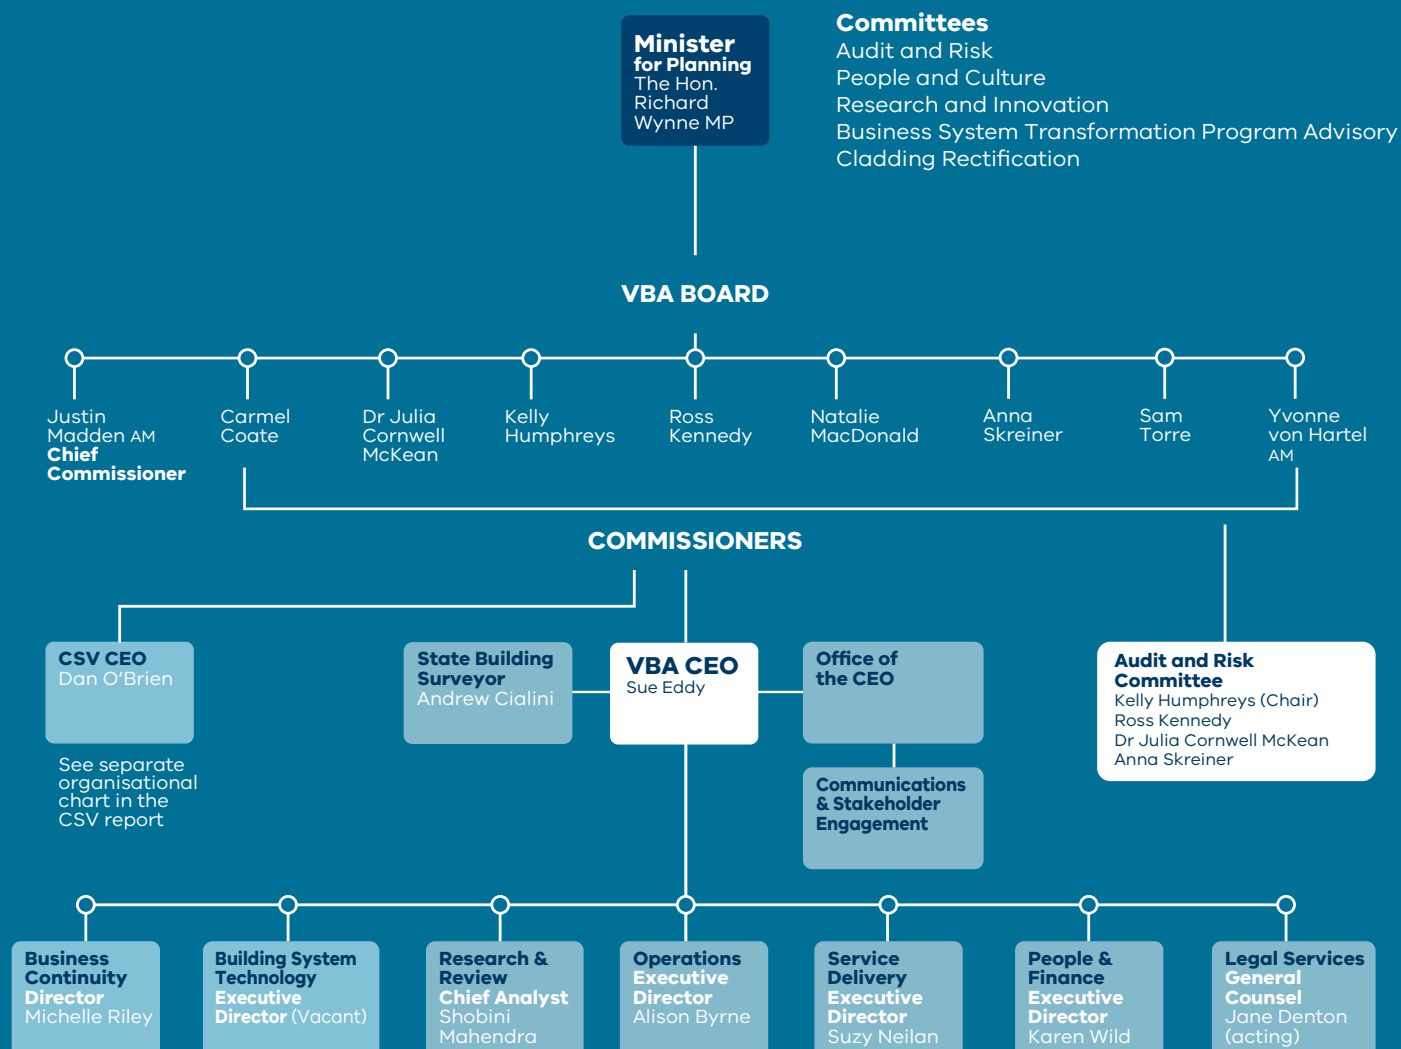 Minister
for Planning
The Hon.
Richard
Wynne MP
Committees
Audit and Risk
People and Culture
Research and Innovation
Business System Transformation Program Advisory
Cladding Rectification
VBA BOARD
Justin
Madden AM
Chief
Commissioner
Carmel
Coate
Dr Julia
Cornwell
McKean
Kelly
Humphreys
Ross
Kennedy
Natalie
MacDonald
Anna
Skreiner
Sam
Torre
Yvonne
von Hartel
AM
COMMISSIONERS
CSV CEO
Dan O'Brien
See separate
organisational
chart in the
CSV report
State Building
Surveyor
Andrew Cialini
VBA CEO
Sue Eddy
Office of
the CEO
Communications
& Stakeholder
Engagement
Audit and Risk
Committee
Kelly Humphreys (Chair)
Ross Kennedy
Dr Julia Cornwell McKean
Anna Skreiner
Business
Continuity
Director
Michelle Riley
Building System
Technology
Executive
Director (Vacant)
Research &
Review
Chief Analyst
Shobini
Mahendra
Operations
Executive
Director
Alison Byrne
Service
Delivery
Executive
Director
Suzy Neilan
People &
Finance
Executive
Director
Karen Wild
Legal Services
General
Counsel
Jane Denton
(acting)